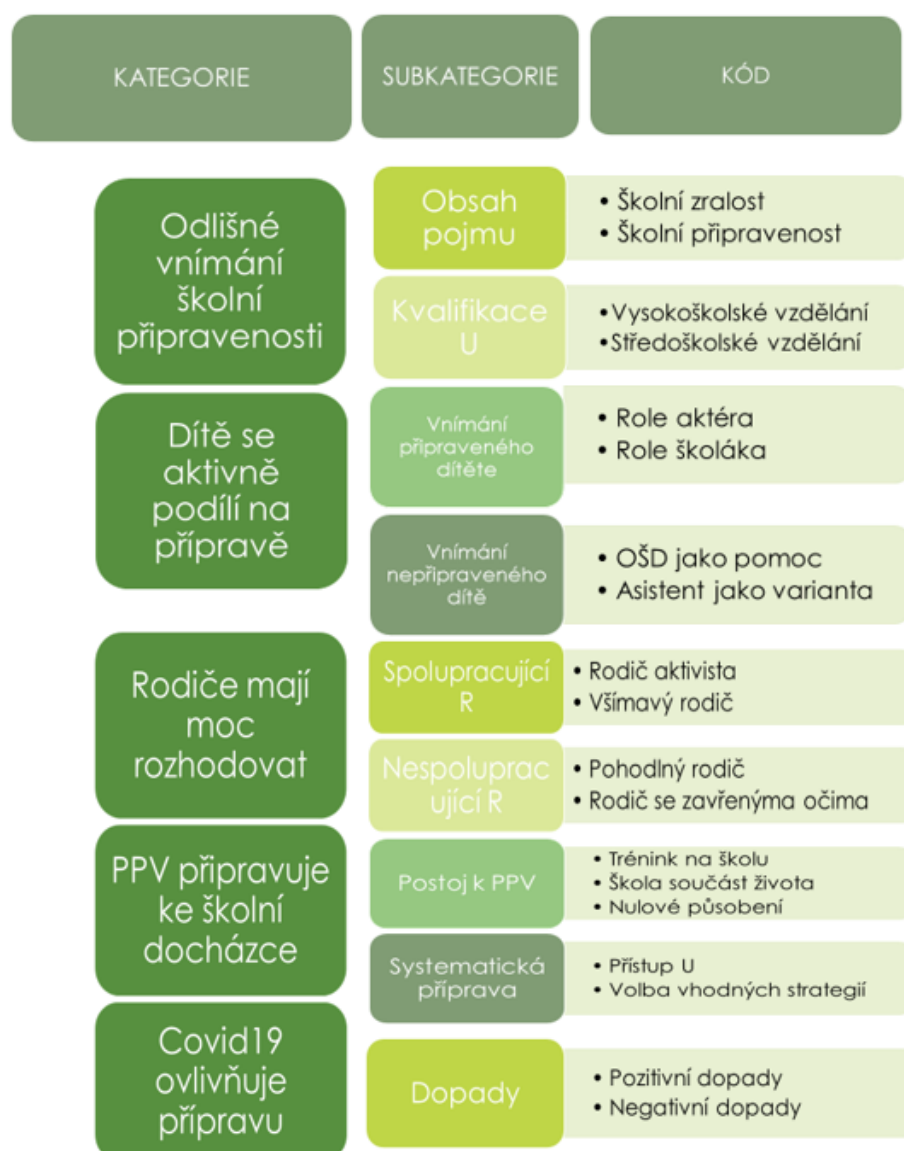 KATEGORIE
SUBKATEGORIE
KÓD
Odlišné
vnímání
školní
připravenosti
Obsah
pojmu
• Školní zralost
• Školní připravenost
Kvalifikace
U
•Vysokoškolské vzdělání
•Středoškolské vzdělání
Dítě se
aktivně
podílí na
přípravě
Vnímání
připraveného
dítěte
• Role aktéra
• Role školáka
Vnímání
nepřipraveného
dítě
• OŠD jako pomoc
• Asistent jako varianta
Rodiče mají
moc
rozhodovat
Spolupracující
R
• Rodič aktivista
• Všímavý rodič
Nespoluprac
ující R
• Pohodlný rodič
• Rodič se zavřenýma očima
PPV připravuje
ke školní
docházce
Postoj k PPV
• Trénink na školu
• Škola součást života
• Nulové působení
Systematická
příprava
• Přístup U
• Volba vhodných strategií
Covid19
ovlivňuje
přípravu
Dopady
• Pozitivní dopady
• Negativní dopady